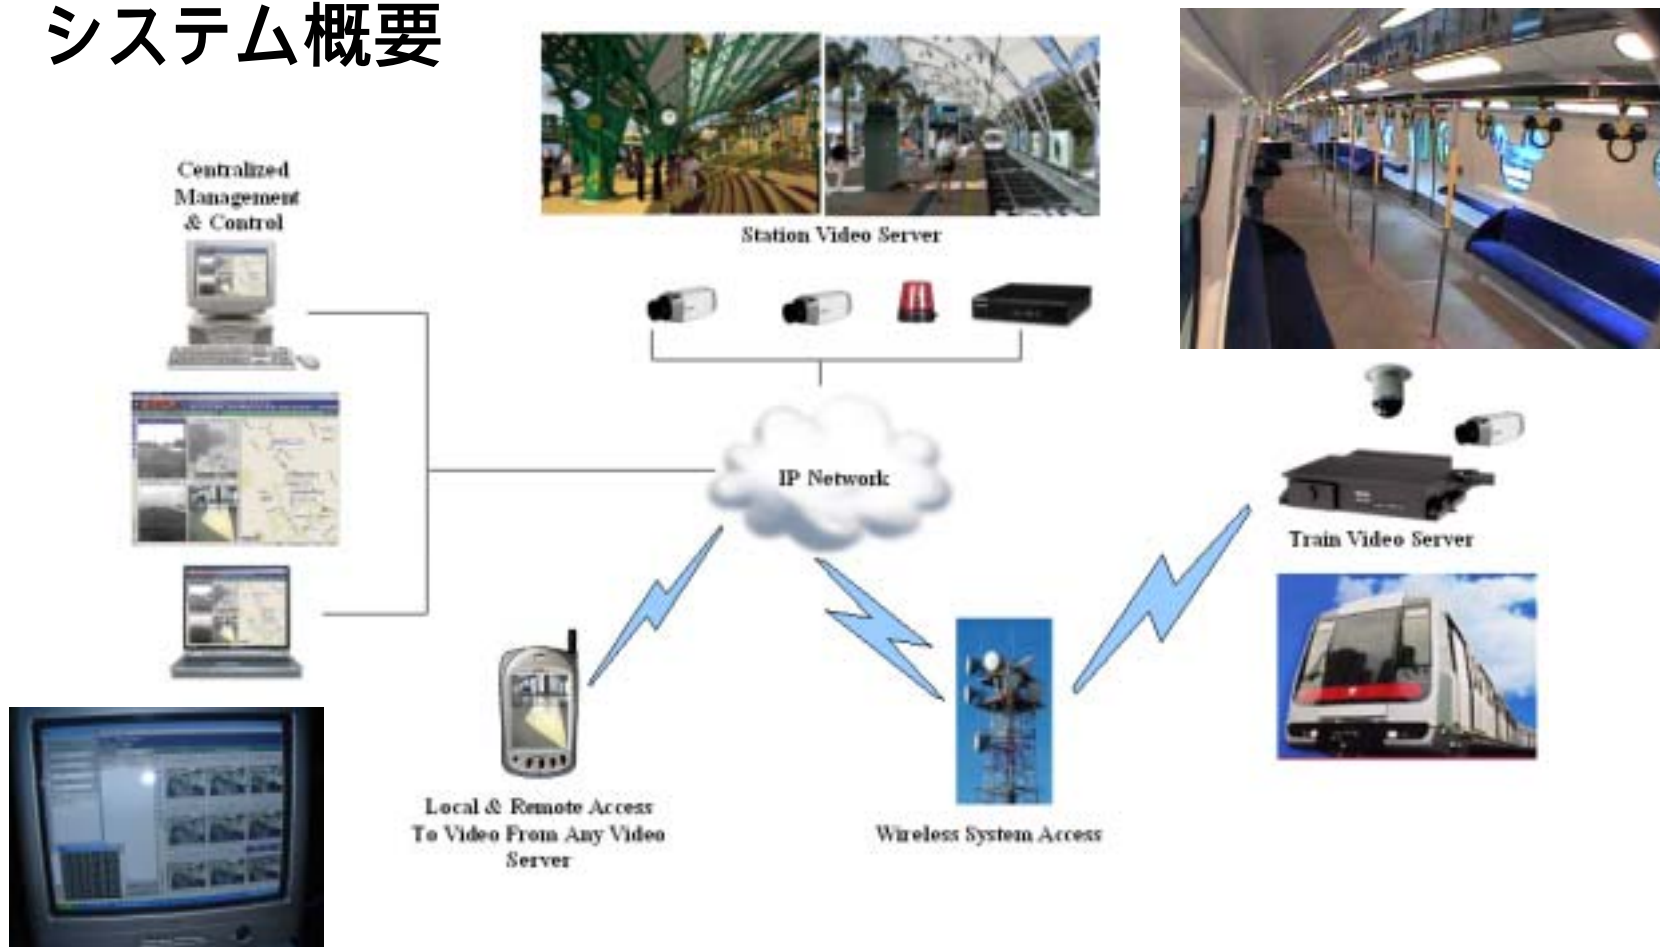 システム概要
Centralized
Management
& Control
Station Video Server
IP Network
Train Video Server
Local & Remote Access
To Video From Any Video
Server
Wireless System Access